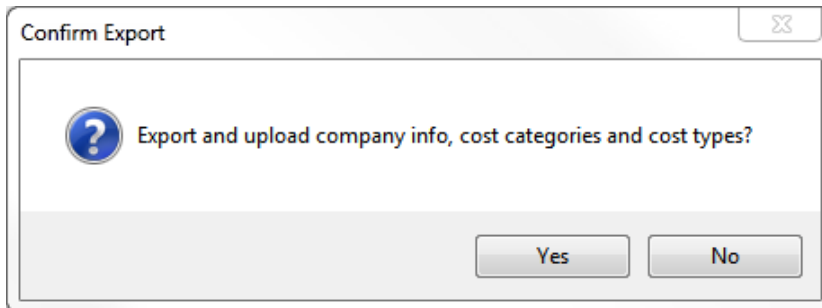 Confirm Export
Export and upload company info, cost categories and cost types?
Yes
No